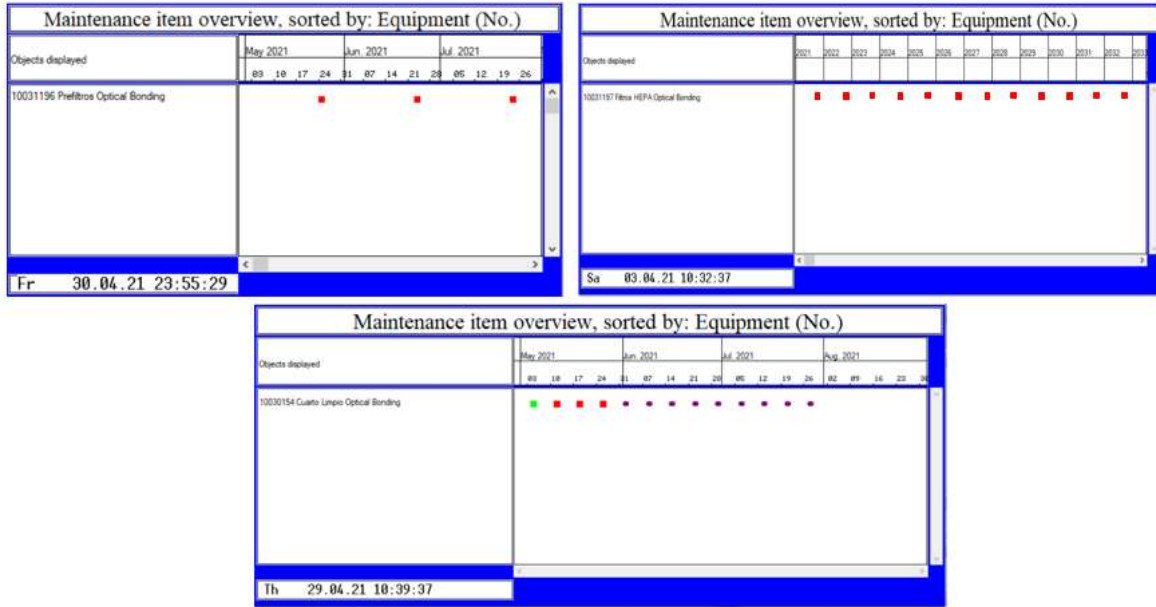 Maintenance item overview, sorted by: Equipment (No.)
Objects displayed
May 2021 Jun. 2021 Jul. 2021
03 10 17 24 31 07 14 21 28 05 12 19 26
10031196 Prefiltros Optical Bonding
Fr 30.04.21 23:55:29
Maintenance item overview, sorted by: Equipment (No.)
Objects displayed
2021 2022 2023 2024 2025 2026 2027 2028 2029 2030 2031 2032 2033
10031197 Filtros HEPA Optical Bonding
Sa 03.04.21 10:32:37
Maintenance item overview, sorted by: Equipment (No.)
Objects displayed
May 2021 Jun. 2021 Jul. 2021 Aug. 2021
03 10 17 24 31 07 14 21 28 05 12 19 26 02 09 16 23 30
10030154 Cuarto Limpio Optical Bonding
Th 29.04.21 10:39:37